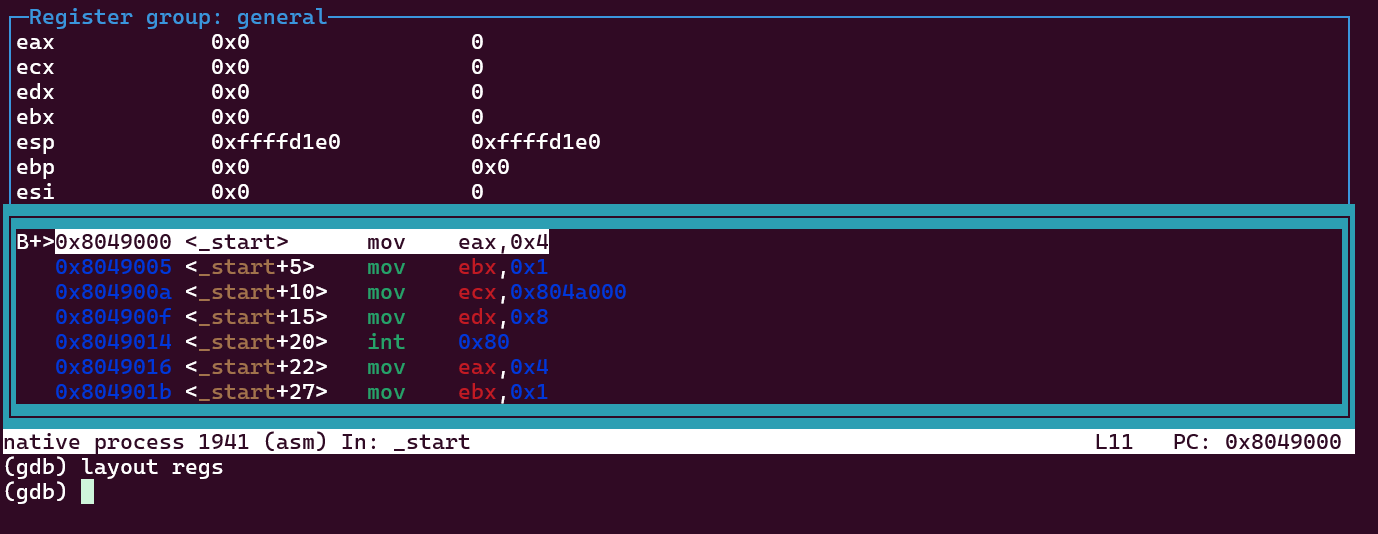 Register group: general
eax            0x0                 0
ecx            0x0                 0
edx            0x0                 0
ebx            0x0                 0
esp            0xffffd1e0          0xffffd1e0
ebp            0x0                 0x0
esi            0x0                 0
B+>0x8049000 <_start>      mov    eax,0x4
   0x8049005 <_start+5>    mov    ebx,0x1
   0x804900a <_start+10>   mov    ecx,0x804a000
   0x804900f <_start+15>   mov    edx,0x8
   0x8049014 <_start+20>   int    0x80
   0x8049016 <_start+22>   mov    eax,0x4
   0x804901b <_start+27>   mov    ebx,0x1
native process 1941 (asm) In: _start                                                L11   PC: 0x8049000
(gdb) layout regs
(gdb)